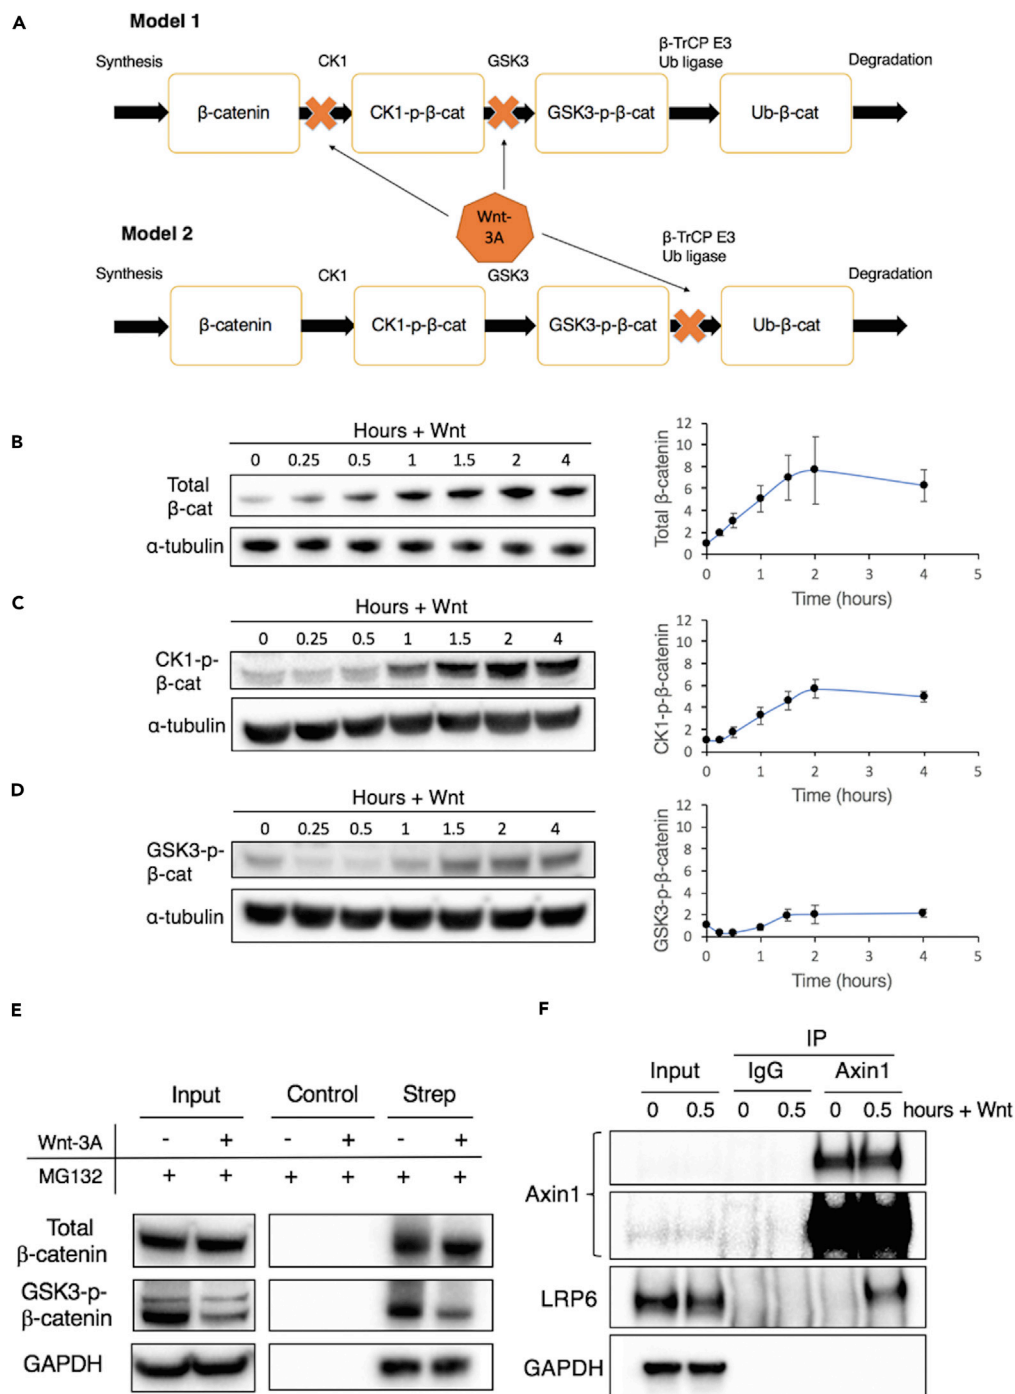 A
Model 1
Synthesis
CK1
GSK3
β-TrCP E3
Ub ligase
Degradation
β-catenin
CK1-p-β-cat
GSK3-p-β-cat
Ub-β-cat
Wnt-
3A
Model 2
Synthesis
CK1
GSK3
β-TrCP E3
Ub ligase
Degradation
β-catenin
CK1-p-β-cat
GSK3-p-β-cat
Ub-β-cat
B
Hours + Wnt
0 0.25 0.5 1 1.5 2 4
Total
β-cat
α-tubulin
Total β-catenin
12
10
8
6
4
2
0
0 1 2 3 4 5
Time (hours)
C
Hours + Wnt
0 0.25 0.5 1 1.5 2 4
CK1-p-
β-cat
α-tubulin
CK1-p-β-catenin
12
10
8
6
4
2
0
0 1 2 3 4 5
Time (hours)
D
Hours + Wnt
0 0.25 0.5 1 1.5 2 4
GSK3-p-
β-cat
α-tubulin
GSK3-p-β-catenin
12
10
8
6
4
2
0
0 1 2 3 4 5
Time (hours)
E
Input Control Strep
Wnt-3A - + - + - +
MG132 + + + + + +
Total
β-catenin
GSK3-p-
β-catenin
GAPDH
F
IP
Input IgG Axin1
0 0.5 0 0.5 0 0.5 hours + Wnt
Axin1
LRP6
GAPDH